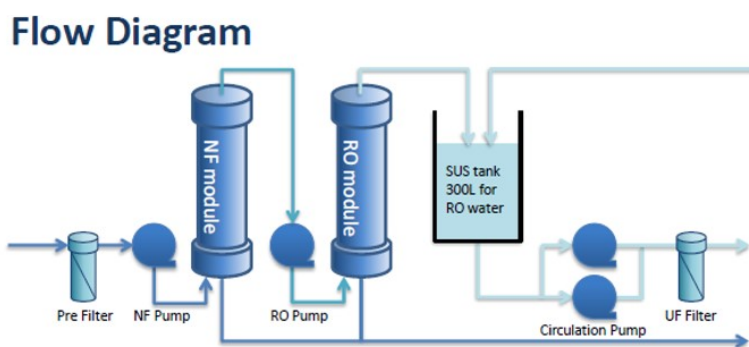 Flow Diagram
NF module
RO module
SUS tank
300L for
RO water
Pre Filter
NF Pump
RO Pump
Circulation Pump
UF Filter